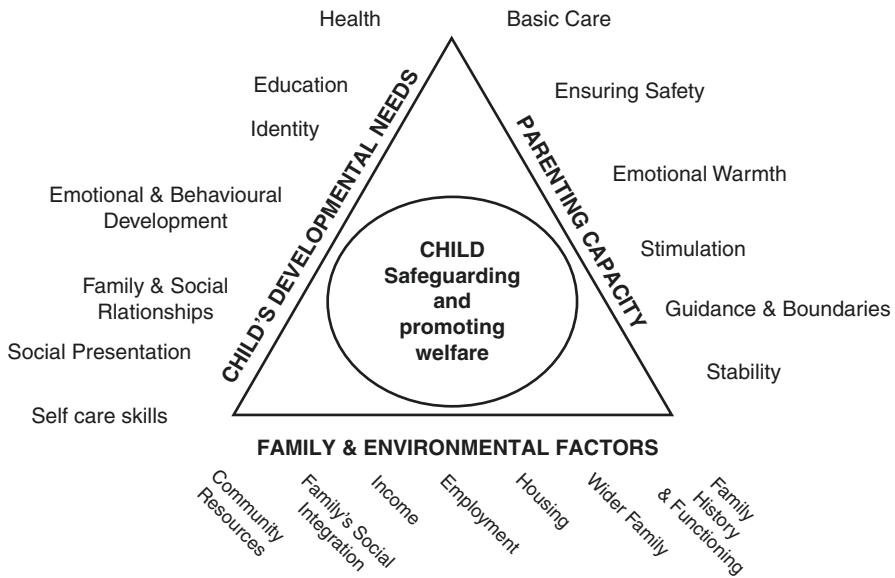 Health
Basic Care
Education
Ensuring Safety
Identity
Emotional Warmth
Emotional & Behavioural
Development
Stimulation
Family & Social
Rlationships
Guidance & Boundaries
Social Presentation
Stability
Self care skills
CHILD'S DEVELOPMENTAL NEEDS
PARENTING CAPACITY
CHILD
Safeguarding
and
promoting
welfare
FAMILY & ENVIRONMENTAL FACTORS
Community
Resources
Family's Social
Integration
Income
Employment
Housing
Wider Family
Family
History
& Functioning